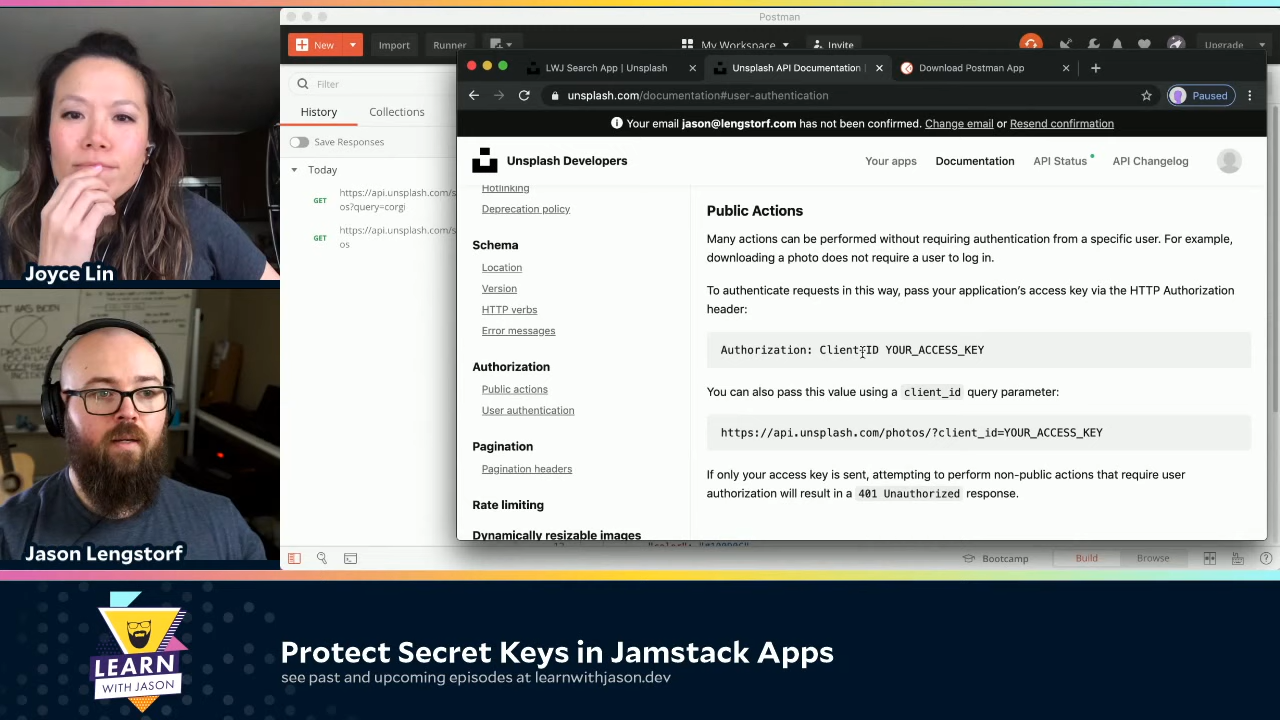 Postman
New
Import
Runner
My Workspace
Invite
Upgrade
Filter
History
Collections
Save Responses
Today
GET
https://api.unsplash.com/s
os?query=corgi
GET
https://api.unsplash.com/s
os
LWJ Search App | Unsplash
Unsplash API Documentation
Download Postman App
unsplash.com/documentation#user-authentication
Paused
Your email jason@lengstorf.com has not been confirmed. Change email or Resend confirmation
Unsplash Developers
Your apps
Documentation
API Status
API Changelog
Hotlinking
Deprecation policy
Schema
Location
Version
HTTP verbs
Error messages
Authorization
Public actions
User authentication
Pagination
Pagination headers
Rate limiting
Dynamically resizable images
Public Actions
Many actions can be performed without requiring authentication from a specific user. For example,
downloading a photo does not require a user to log in.
To authenticate requests in this way, pass your application's access key via the HTTP Authorization
header:
Authorization: Client-ID YOUR_ACCESS_KEY
You can also pass this value using a client_id query parameter:
https://api.unsplash.com/photos/?client_id=YOUR_ACCESS_KEY
If only your access key is sent, attempting to perform non-public actions that require user
authorization will result in a 401 Unauthorized response.
Bootcamp
Build
Browse
Joyce Lin
Jason Lengstorf
LEARN
WITH JASON
Protect Secret Keys in Jamstack Apps
see past and upcoming episodes at learnwithjason.dev